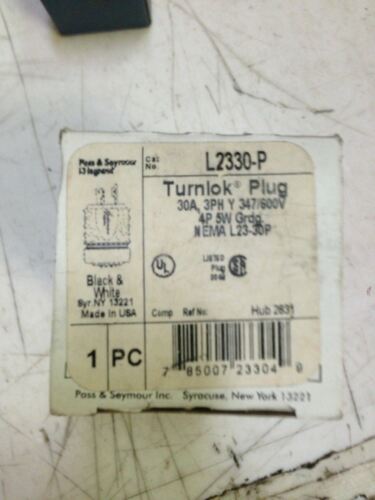 Pass & Seymour
legrand
Cat.
No.
L2330-P
Turnlok® Plug
30A, 3PH Y 347/600V
4P 5W Grdg
NEMA L23-30P
Black &
White
Syr. NY 13221
Made in USA
UL
LISTED
Plug
Comp Ref No: Hub 2831
1 PC
7 85007 23304 0
Pass & Seymour Inc. Syracuse, New York 13221